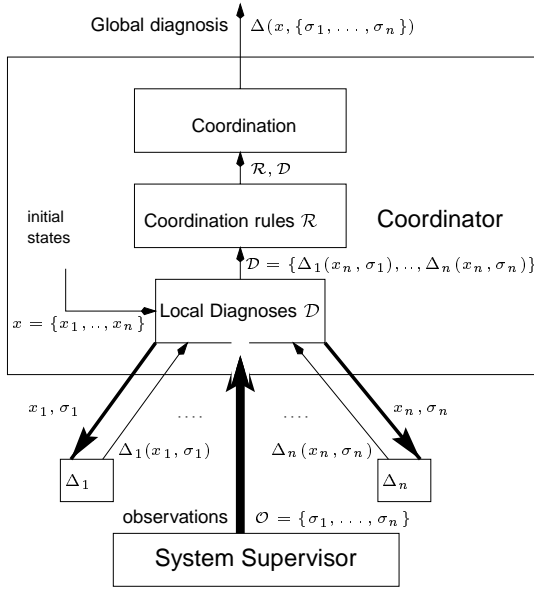 Global diagnosis Δ(x, {σ₁, . . . , σₙ})
Coordination
ℛ, 𝒟
initial
states
Coordination rules ℛ
Coordinator
𝒟 = {Δ₁(xₙ, σ₁), . . , Δₙ(xₙ, σₙ)}
Local Diagnoses 𝒟
x = {x₁, . . , xₙ}
x₁, σ₁
xₙ, σₙ
. . . .
. . . .
Δ₁(x₁, σ₁)
Δₙ(xₙ, σₙ)
Δ₁
Δₙ
observations
𝒪 = {σ₁, . . . , σₙ}
System Supervisor